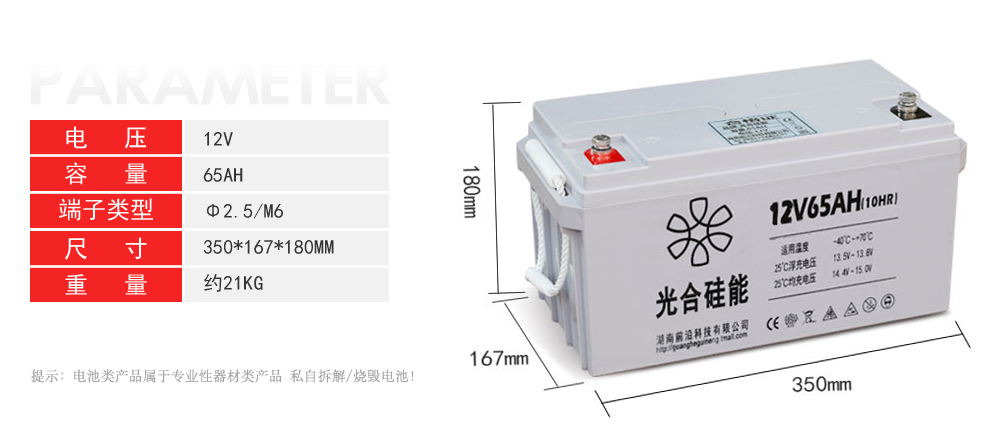 PARAMETER
电 压 12V
容 量 65AH
端子类型 Φ2.5/M6
尺 寸 350*167*180MM
重 量 约21KG
提示: 电池类产品属于专业性器材类产品 私自拆解/烧毁电池!
180mm
167mm
350mm
合格证
12V65AH(10HR)
适用温度 -40℃~+70℃
25℃浮充电压 13.5V~13.8V
25℃均充电压 14.4V~15.0V
光合硅能
湖南前沿科技有限公司
CE